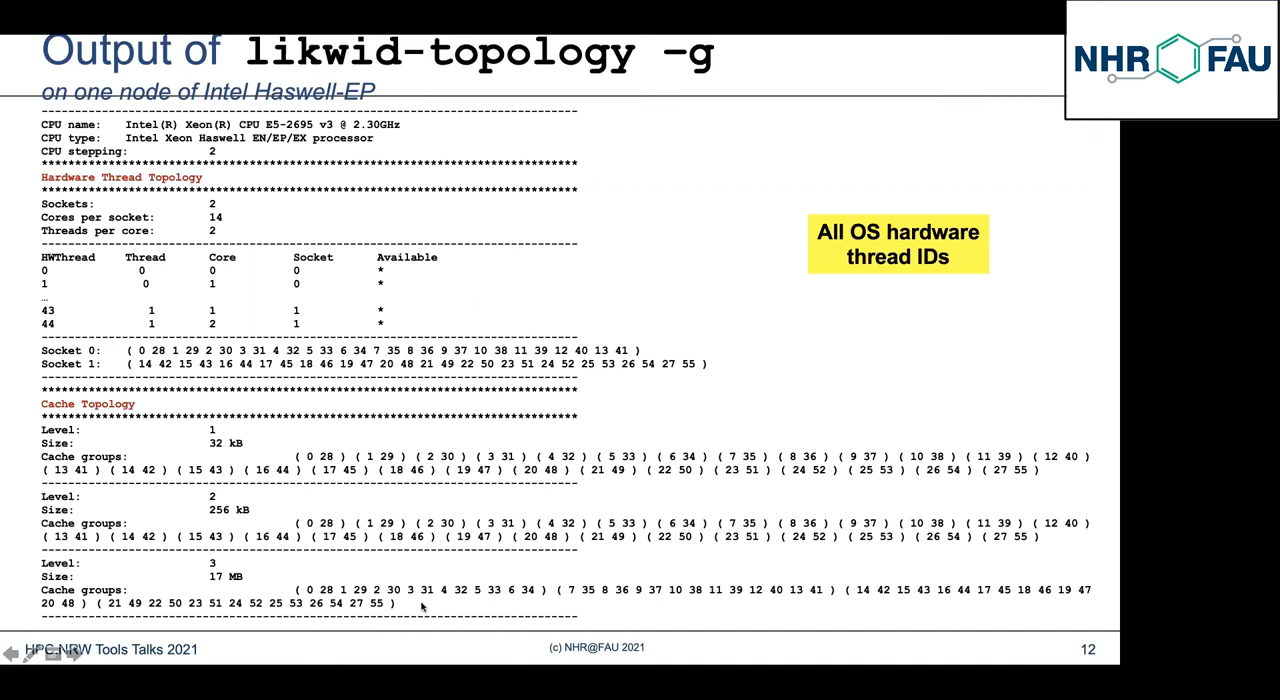 Output of likwid-topology –g
on one node of Intel Haswell-EP
NHR FAU
--------------------------------------------------------------------------------
CPU name: Intel(R) Xeon(R) CPU E5-2695 v3 @ 2.30GHz
CPU type: Intel Xeon Haswell EN/EP/EX processor
CPU stepping: 2
********************************************************************************
Hardware Thread Topology
********************************************************************************
Sockets: 2
Cores per socket: 14
Threads per core: 2
--------------------------------------------------------------------------------
HWThread Thread Core Socket Available
0 0 0 0 *
1 0 1 0 *
…
43 1 1 1 *
44 1 2 1 *
--------------------------------------------------------------------------------
Socket 0: ( 0 28 1 29 2 30 3 31 4 32 5 33 6 34 7 35 8 36 9 37 10 38 11 39 12 40 13 41 )
Socket 1: ( 14 42 15 43 16 44 17 45 18 46 19 47 20 48 21 49 22 50 23 51 24 52 25 53 26 54 27 55 )
--------------------------------------------------------------------------------
********************************************************************************
Cache Topology
********************************************************************************
Level: 1
Size: 32 kB
Cache groups: ( 0 28 ) ( 1 29 ) ( 2 30 ) ( 3 31 ) ( 4 32 ) ( 5 33 ) ( 6 34 ) ( 7 35 ) ( 8 36 ) ( 9 37 ) ( 10 38 ) ( 11 39 ) ( 12 40 )
( 13 41 ) ( 14 42 ) ( 15 43 ) ( 16 44 ) ( 17 45 ) ( 18 46 ) ( 19 47 ) ( 20 48 ) ( 21 49 ) ( 22 50 ) ( 23 51 ) ( 24 52 ) ( 25 53 ) ( 26 54 ) ( 27 55 )
--------------------------------------------------------------------------------
Level: 2
Size: 256 kB
Cache groups: ( 0 28 ) ( 1 29 ) ( 2 30 ) ( 3 31 ) ( 4 32 ) ( 5 33 ) ( 6 34 ) ( 7 35 ) ( 8 36 ) ( 9 37 ) ( 10 38 ) ( 11 39 ) ( 12 40 )
( 13 41 ) ( 14 42 ) ( 15 43 ) ( 16 44 ) ( 17 45 ) ( 18 46 ) ( 19 47 ) ( 20 48 ) ( 21 49 ) ( 22 50 ) ( 23 51 ) ( 24 52 ) ( 25 53 ) ( 26 54 ) ( 27 55 )
--------------------------------------------------------------------------------
Level: 3
Size: 17 MB
Cache groups: ( 0 28 1 29 2 30 3 31 4 32 5 33 6 34 ) ( 7 35 8 36 9 37 10 38 11 39 12 40 13 41 ) ( 14 42 15 43 16 44 17 45 18 46 19 47
20 48 ) ( 21 49 22 50 23 51 24 52 25 53 26 54 27 55 )
--------------------------------------------------------------------------------
All OS hardware
thread IDs
HPC.NRW Tools Talks 2021
(c) NHR@FAU 2021
12